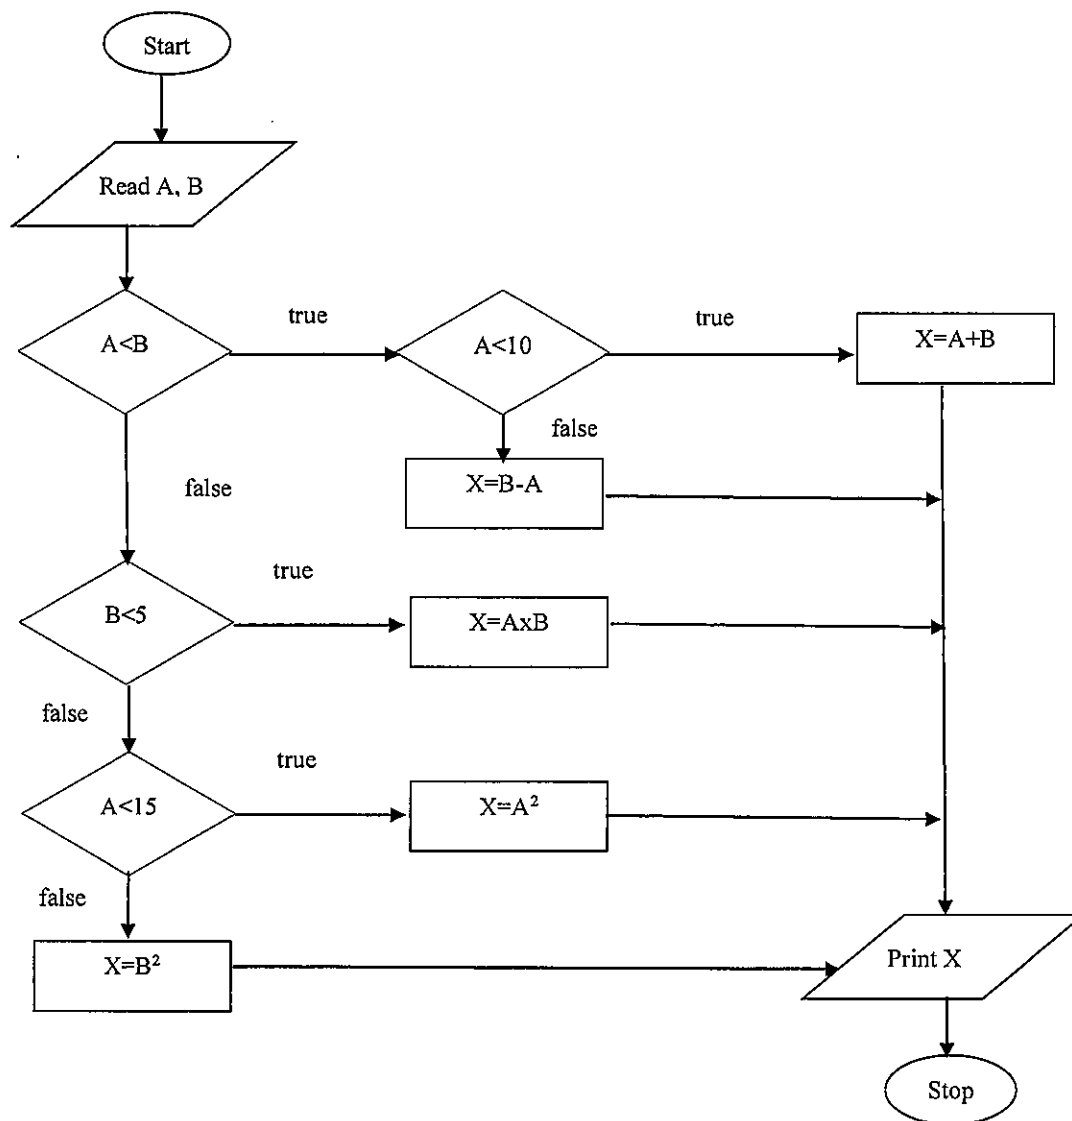 Start
Read A, B
A<B
true
A<10
true
X=A+B
false
X=B-A
false
B<5
true
X=AxB
false
A<15
true
X=A²
false
X=B²
Print X
Stop